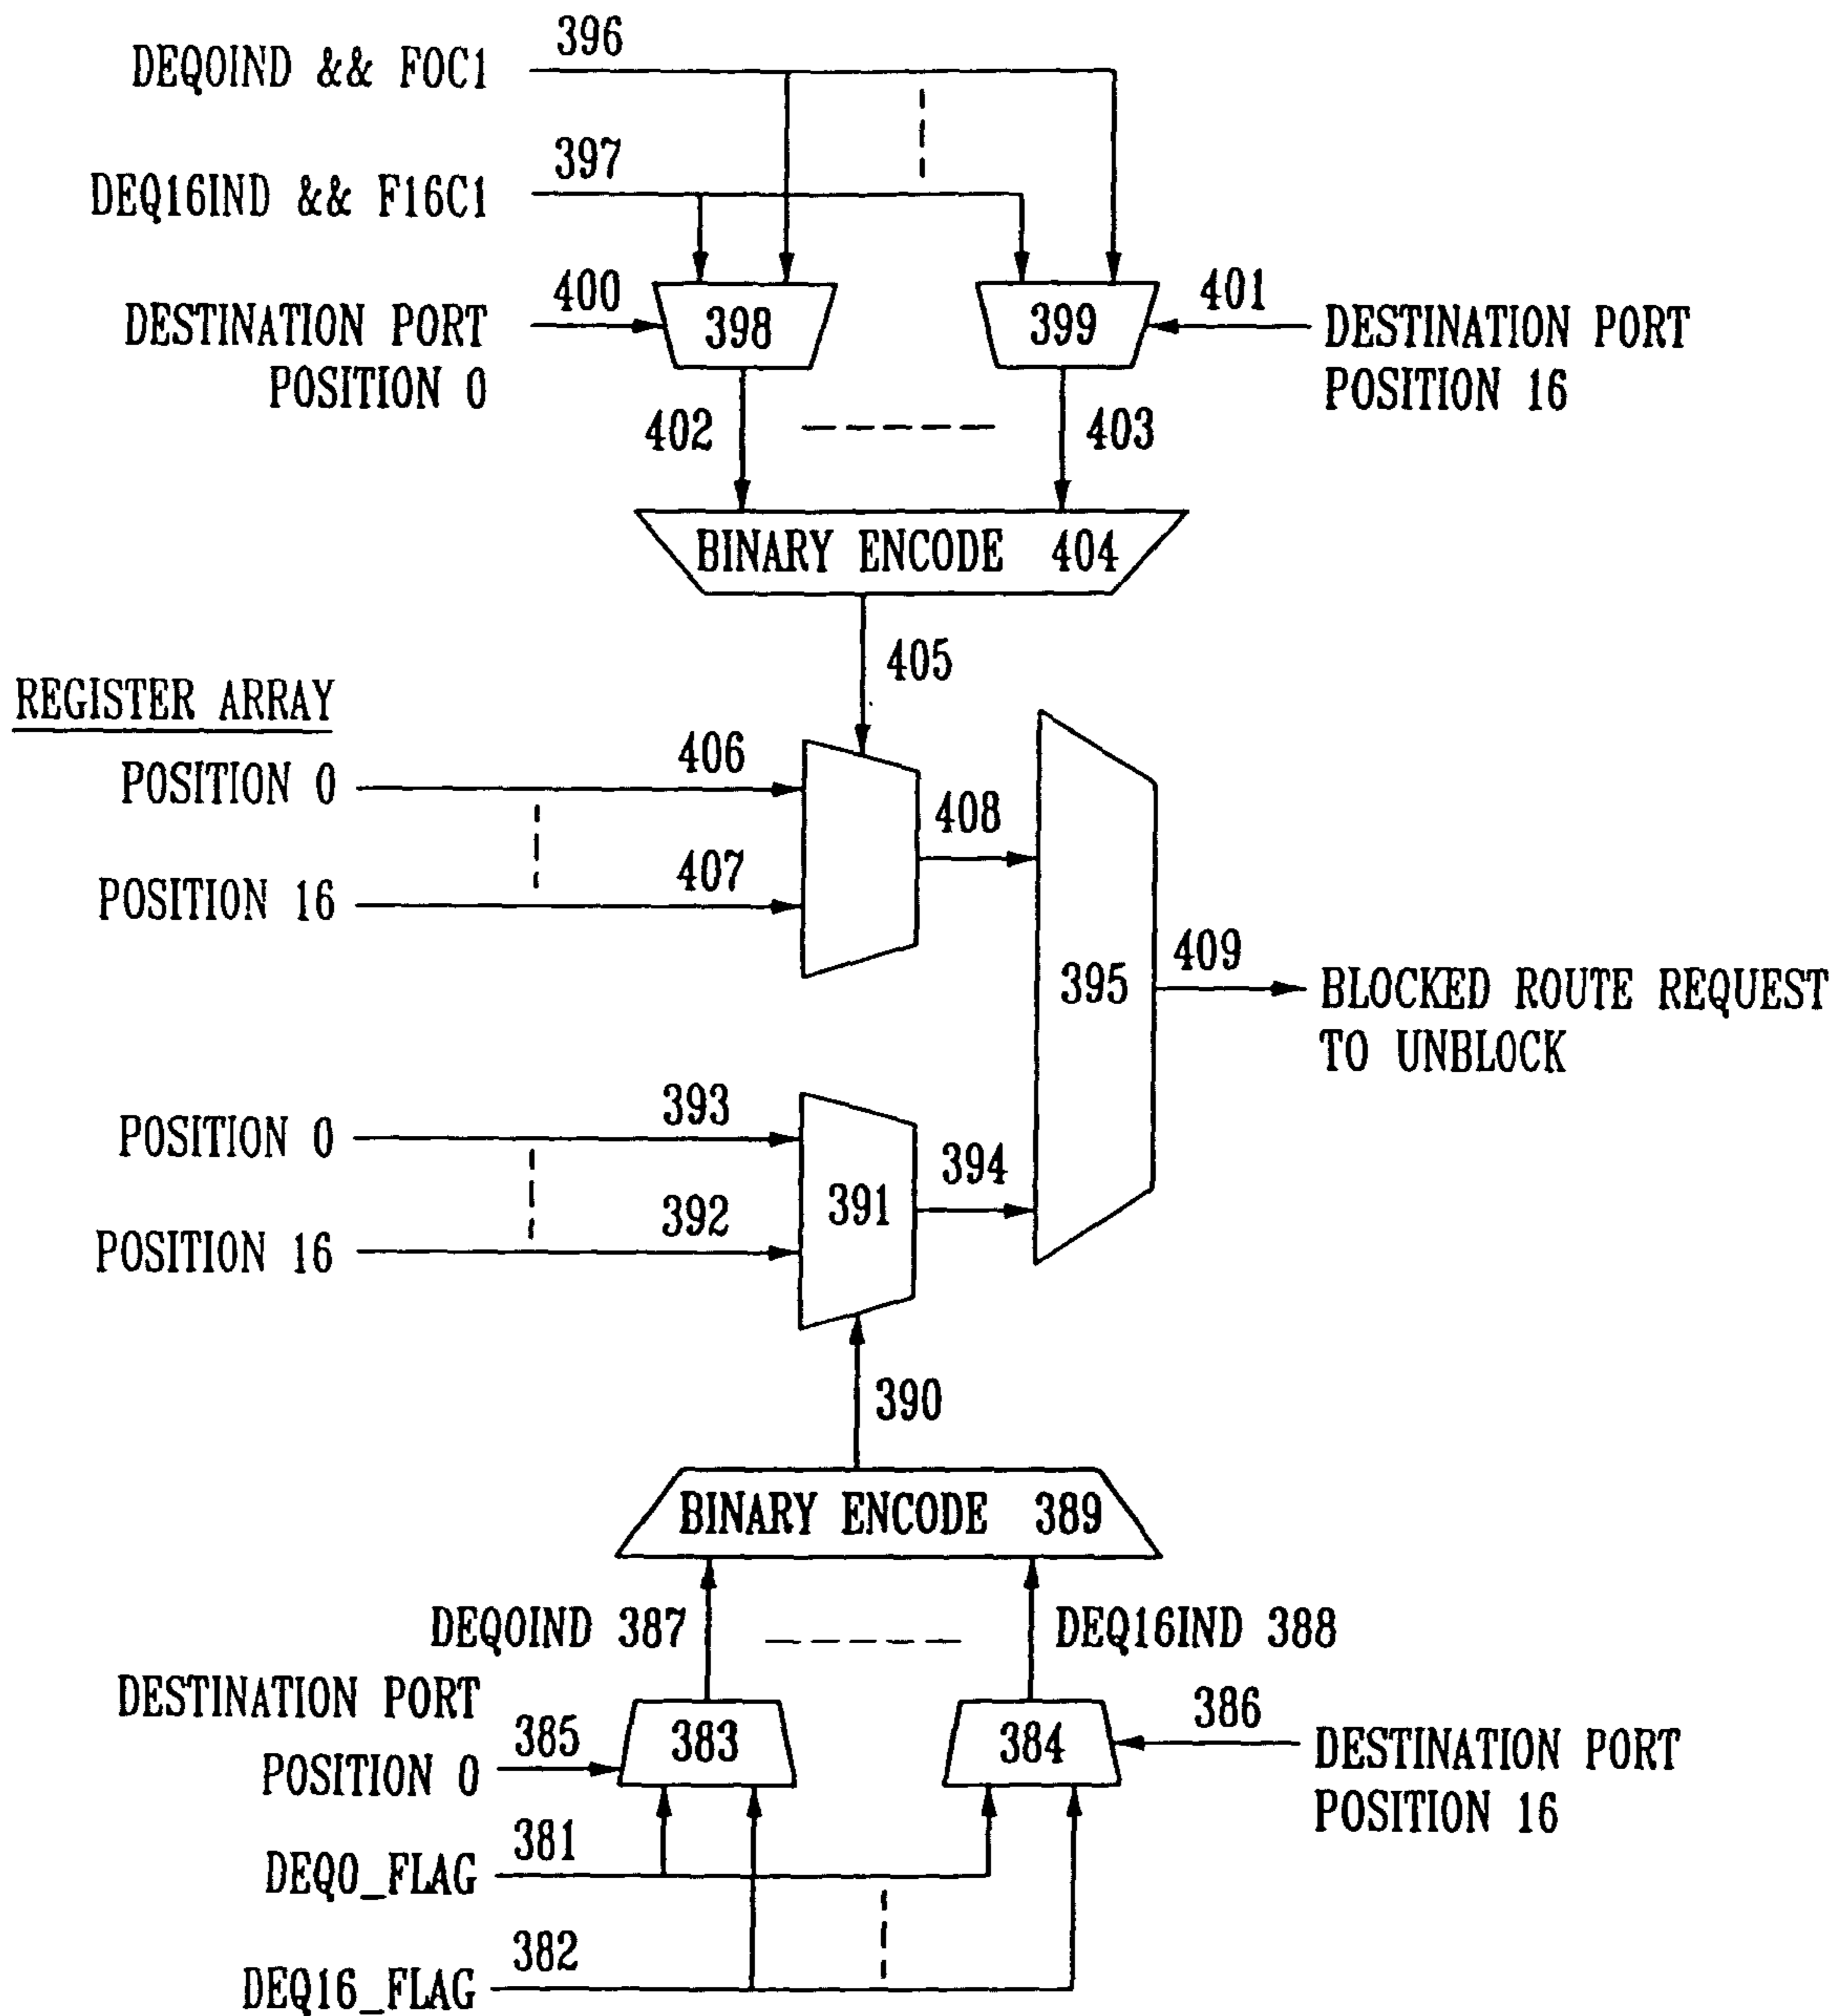 396
DEQ0IND && F0C1
397
DEQ16IND && F16C1
400
DESTINATION PORT
POSITION 0
398
399
401
DESTINATION PORT
POSITION 16
402
403
BINARY ENCODE 404
405
REGISTER ARRAY
POSITION 0
406
408
POSITION 16
407
395
409
BLOCKED ROUTE REQUEST
TO UNBLOCK
POSITION 0
393
391
394
POSITION 16
392
390
BINARY ENCODE 389
DEQ0IND 387
DEQ16IND 388
DESTINATION PORT
POSITION 0
385
383
384
386
DESTINATION PORT
POSITION 16
381
DEQ0_FLAG
382
DEQ16_FLAG